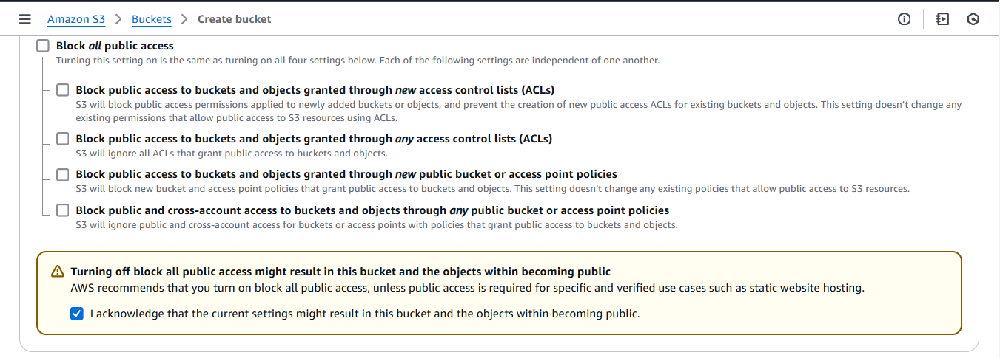 Amazon S3 > Buckets > Create bucket
Block all public access
Turning this setting on is the same as turning on all four settings below. Each of the following settings are independent of one another.
Block public access to buckets and objects granted through new access control lists (ACLs)
S3 will block public access permissions applied to newly added buckets or objects, and prevent the creation of new public access ACLs for existing buckets and objects. This setting doesn’t change any
existing permissions that allow public access to S3 resources using ACLs.
Block public access to buckets and objects granted through any access control lists (ACLs)
S3 will ignore all ACLs that grant public access to buckets and objects.
Block public access to buckets and objects granted through new public bucket or access point policies
S3 will block new bucket and access point policies that grant public access to buckets and objects. This setting doesn't change any existing policies that allow public access to S3 resources.
Block public and cross-account access to buckets and objects through any public bucket or access point policies
S3 will ignore public and cross-account access for buckets or access points with policies that grant public access to buckets and objects.
Turning off block all public access might result in this bucket and the objects within becoming public
AWS recommends that you turn on block all public access, unless public access is required for specific and verified use cases such as static website hosting.
I acknowledge that the current settings might result in this bucket and the objects within becoming public.